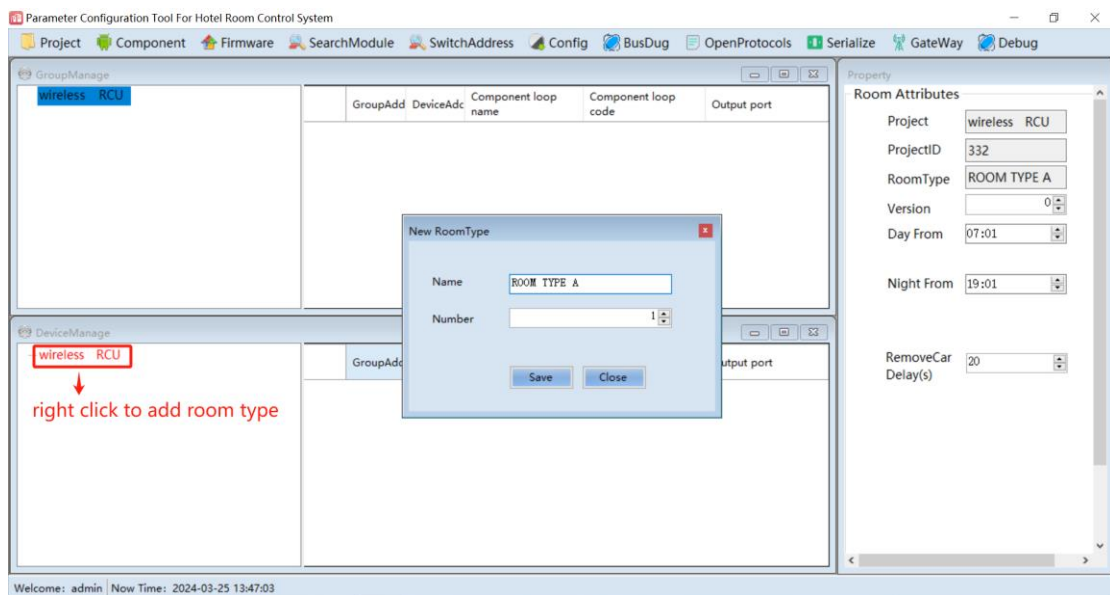 Parameter Configuration Tool For Hotel Room Control System
Project Component Firmware SearchModule SwitchAddress Config BusDug OpenProtocols Serialize GateWay Debug
GroupManage
wireless RCU
GroupAdd DeviceAdc Component loop name Component loop code Output port
Property
Room Attributes
Project wireless RCU
ProjectID 332
RoomType ROOM TYPE A
Version 0
Day From 07:01
Night From 19:01
RemoveCar Delay(s) 20
New RoomType
Name ROOM TYPE A
Number 1
Save Close
DeviceManage
wireless RCU
right click to add room type
GroupAdc utput port
Welcome: admin Now Time: 2024-03-25 13:47:03